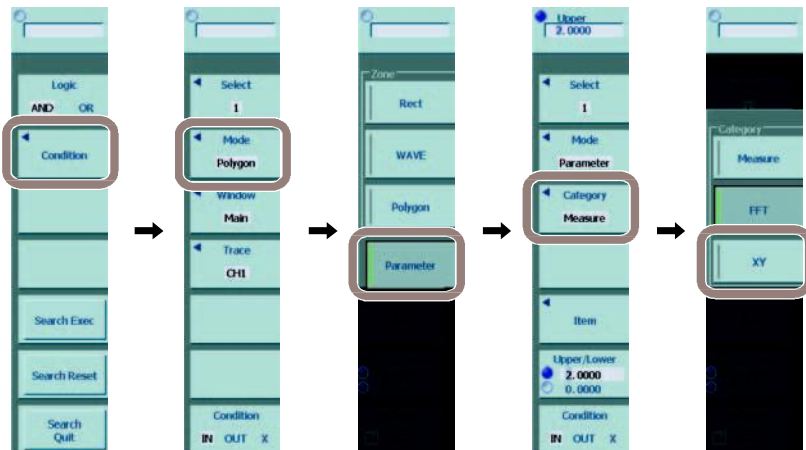 Logic
AND OR
Condition
Search Exec
Search Reset
Search
Quit
Select
1
Mode
Polygon
Window
Main
Trace
CH1
Condition
IN OUT X
Zone
Rect
WAVE
Polygon
Parameter
Upper
2.0000
Select
1
Mode
Parameter
Category
Measure
Item
Upper/Lower
2.0000
0.0000
Condition
IN OUT X
Category
Measure
FFT
XY